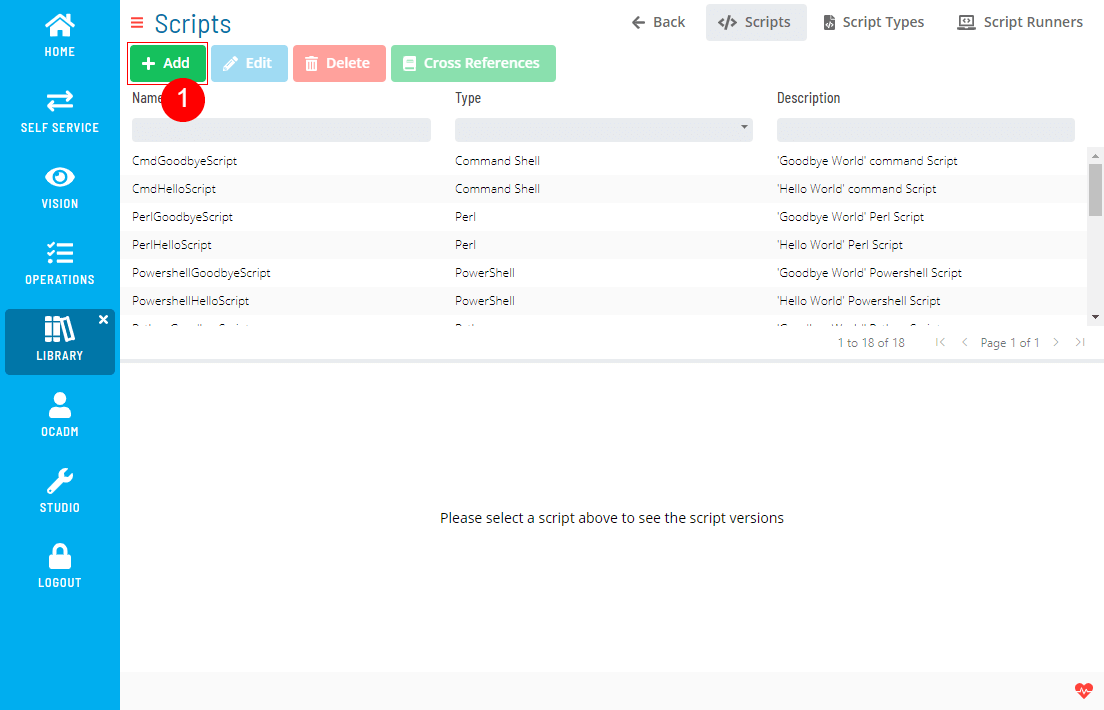 HOME
SELF SERVICE
VISION
OPERATIONS
LIBRARY
OCADM
STUDIO
LOGOUT
Scripts
Back
Scripts
Script Types
Script Runners
Add
Edit
Delete
Cross References
1
Name Type Description
CmdGoodbyeScript Command Shell 'Goodbye World' command Script
CmdHelloScript Command Shell 'Hello World' command Script
PerlGoodbyeScript Perl 'Goodbye World' Perl Script
PerlHelloScript Perl 'Hello World' Perl Script
PowershellGoodbyeScript PowerShell 'Goodbye World' Powershell Script
PowershellHelloScript PowerShell 'Hello World' Powershell Script
1 to 18 of 18 Page 1 of 1
Please select a script above to see the script versions